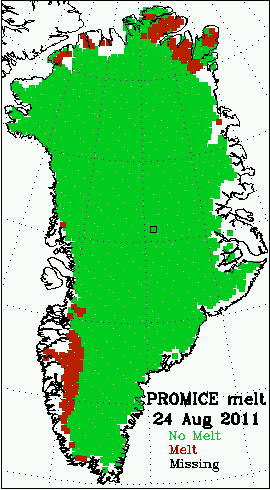 PROMICE melt
24 Aug 2011
No Melt
Melt
Missing